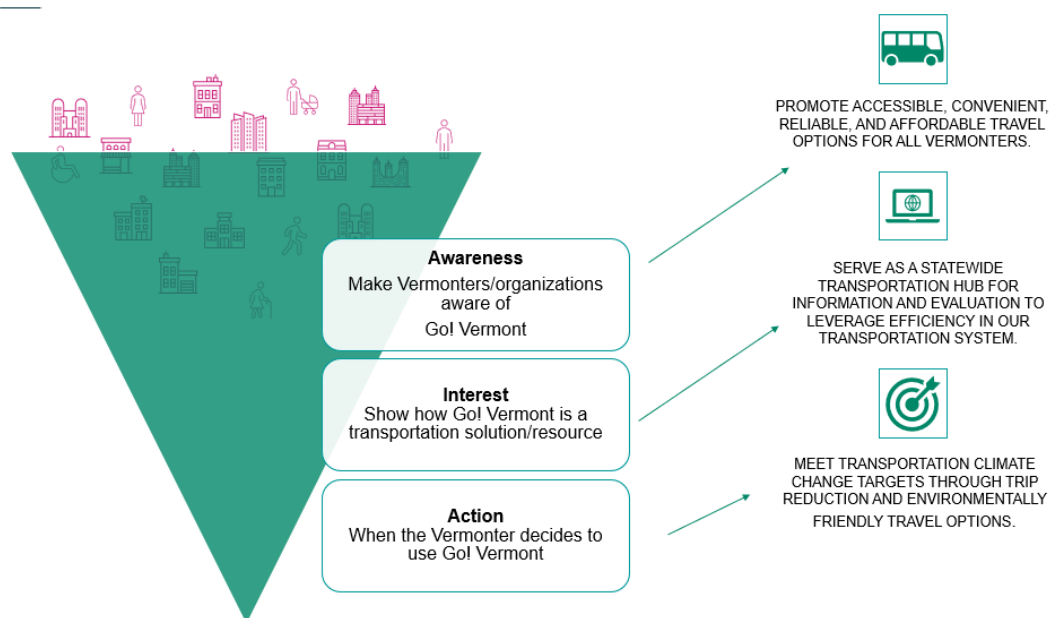 Awareness
Make Vermonters/organizations
aware of
Go! Vermont
Interest
Show how Go! Vermont is a
transportation solution/resource
Action
When the Vermonter decides to
use Go! Vermont
PROMOTE ACCESSIBLE, CONVENIENT,
RELIABLE, AND AFFORDABLE TRAVEL
OPTIONS FOR ALL VERMONTERS.
SERVE AS A STATEWIDE
TRANSPORTATION HUB FOR
INFORMATION AND EVALUATION TO
LEVERAGE EFFICIENCY IN OUR
TRANSPORTATION SYSTEM.
MEET TRANSPORTATION CLIMATE
CHANGE TARGETS THROUGH TRIP
REDUCTION AND ENVIRONMENTALLY
FRIENDLY TRAVEL OPTIONS.